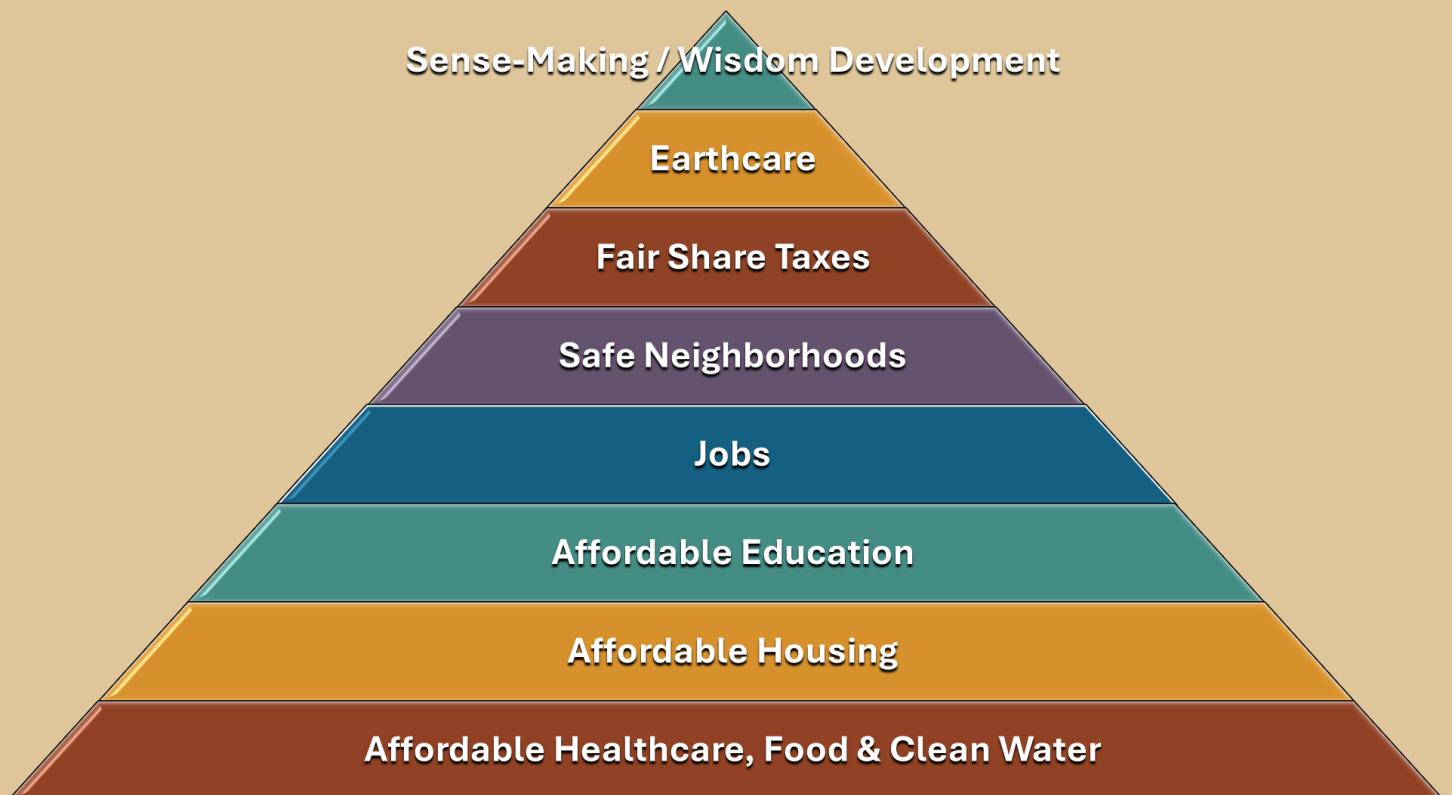 Sense-Making / Wisdom Development
Earthcare
Fair Share Taxes
Safe Neighborhoods
Jobs
Affordable Education
Affordable Housing
Affordable Healthcare, Food & Clean Water